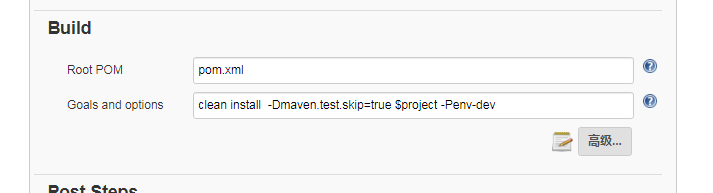 Build
Root POM
pom.xml
Goals and options
clean install  -Dmaven.test.skip=true $project -Penv-dev
高级...
Post Steps